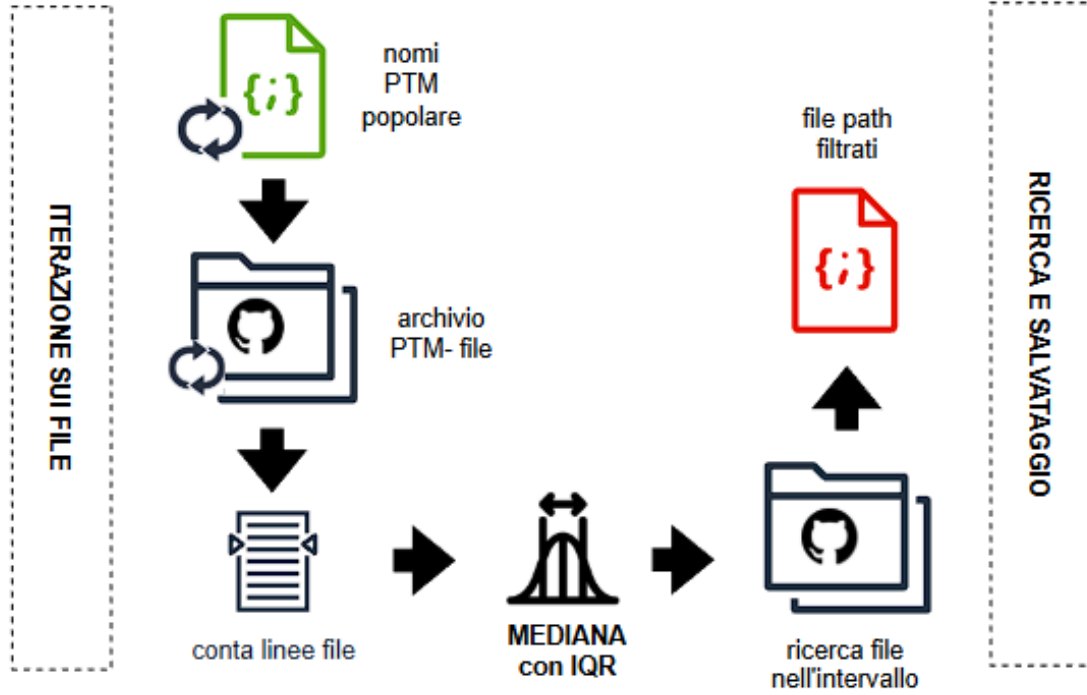 ITERAZIONE SUI FILE
{;}
nomi
PTM
popolare
archivio
PTM- file
conta linee file
MEDIANA
con IQR
ricerca file
nell'intervallo
file path
filtrati
{;}
RICERCA E SALVATAGGIO